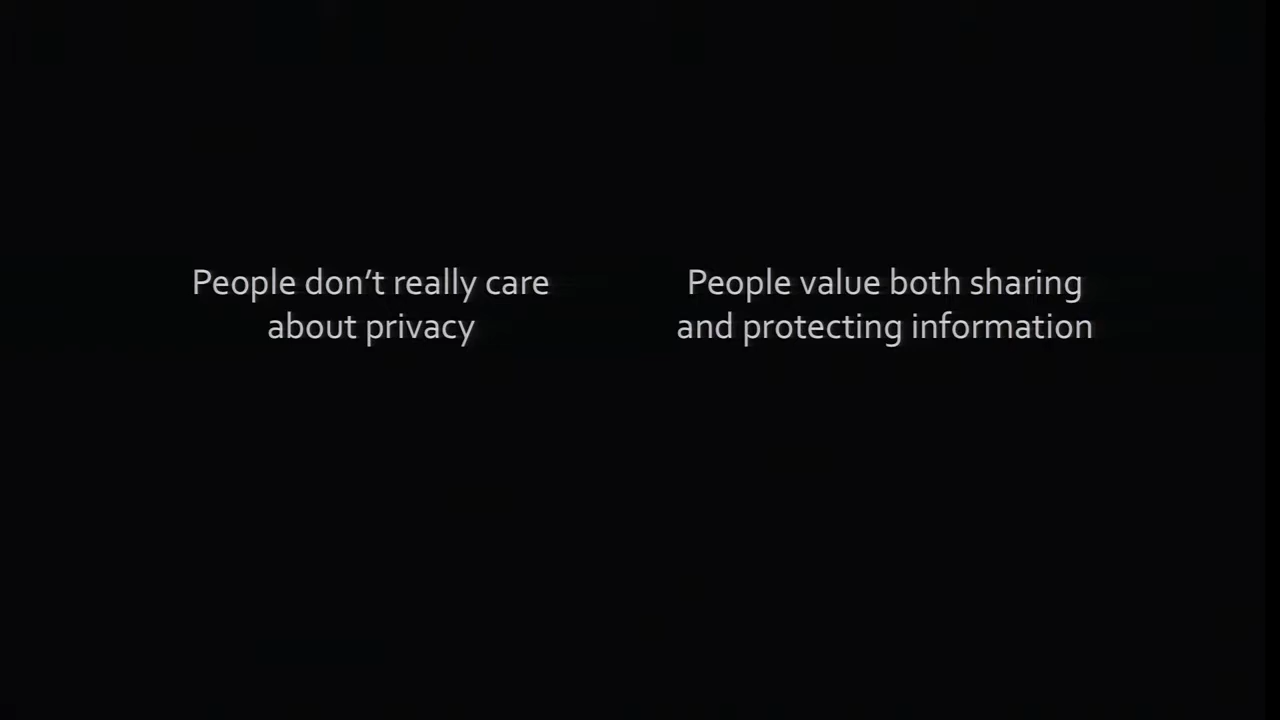 People don't really care
about privacy
People value both sharing
and protecting information